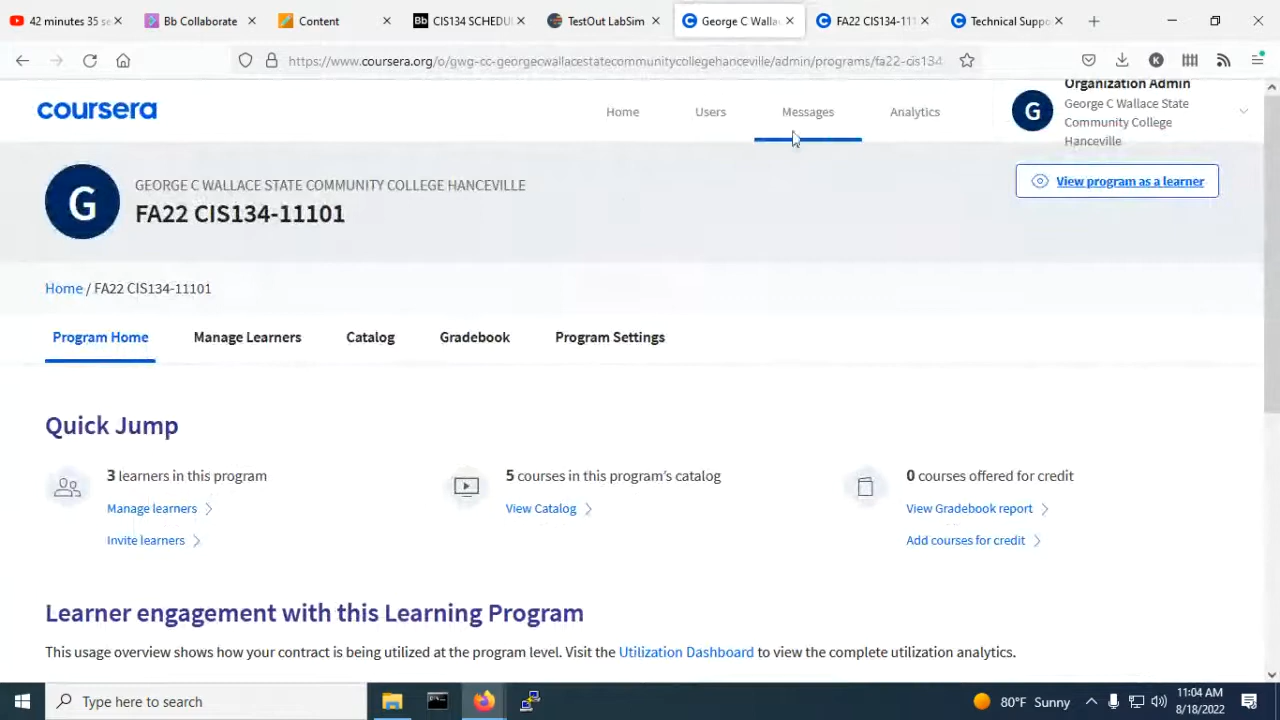 42 minutes 35 se
Bb Collaborate
Content
Bb CIS134 SCHEDU
TestOut LabSim
George C Walla
FA22 CIS134-111
Technical Suppo
https://www.coursera.org/o/gwg-cc-georgecwallacestatecommunitycollegehanceville/admin/programs/fa22-cis134
coursera
Home
Users
Messages
Analytics
G
Organization Admin
George C Wallace State
Community College
Hanceville
View program as a learner
G
GEORGE C WALLACE STATE COMMUNITY COLLEGE HANCEVILLE
FA22 CIS134-11101
Home / FA22 CIS134-11101
Program Home
Manage Learners
Catalog
Gradebook
Program Settings
Quick Jump
3 learners in this program
Manage learners
Invite learners
5 courses in this program's catalog
View Catalog
0 courses offered for credit
View Gradebook report
Add courses for credit
Learner engagement with this Learning Program
This usage overview shows how your contract is being utilized at the program level. Visit the Utilization Dashboard to view the complete utilization analytics.
Type here to search
80°F Sunny
11:04 AM
8/18/2022